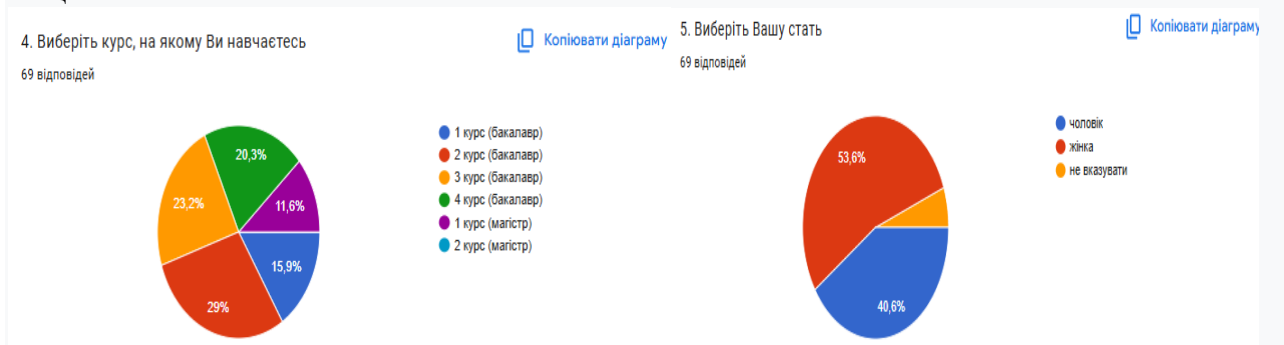 4. Виберіть курс, на якому Ви навчаєтесь
Копіювати діаграму
69 відповідей
20,3%
23,2%
11,6%
15,9%
29%
1 курс (бакалавр)
2 курс (бакалавр)
3 курс (бакалавр)
4 курс (бакалавр)
1 курс (магістр)
2 курс (магістр)
5. Виберіть Вашу стать
Копіювати діаграму
69 відповідей
53,6%
40,6%
чоловік
жінка
не вказувати